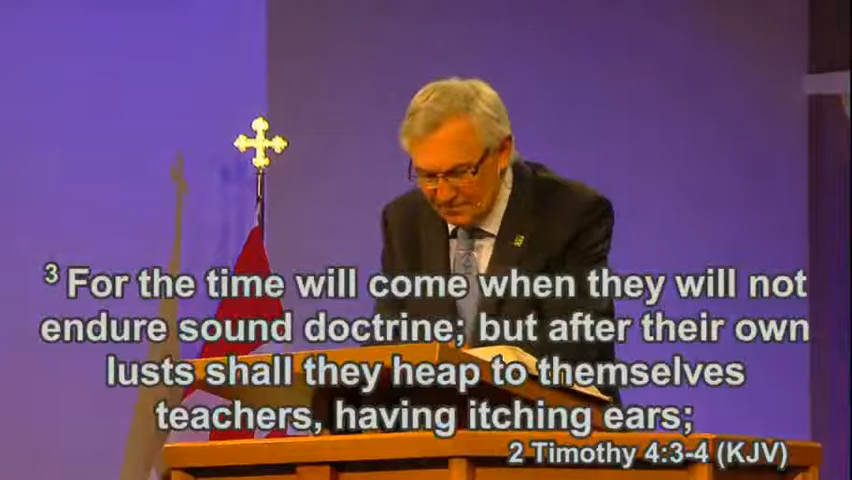 3 For the time will come when they will not
endure sound doctrine; but after their own
lusts shall they heap to themselves
teachers, having itching ears;
2 Timothy 4:3-4 (KJV)